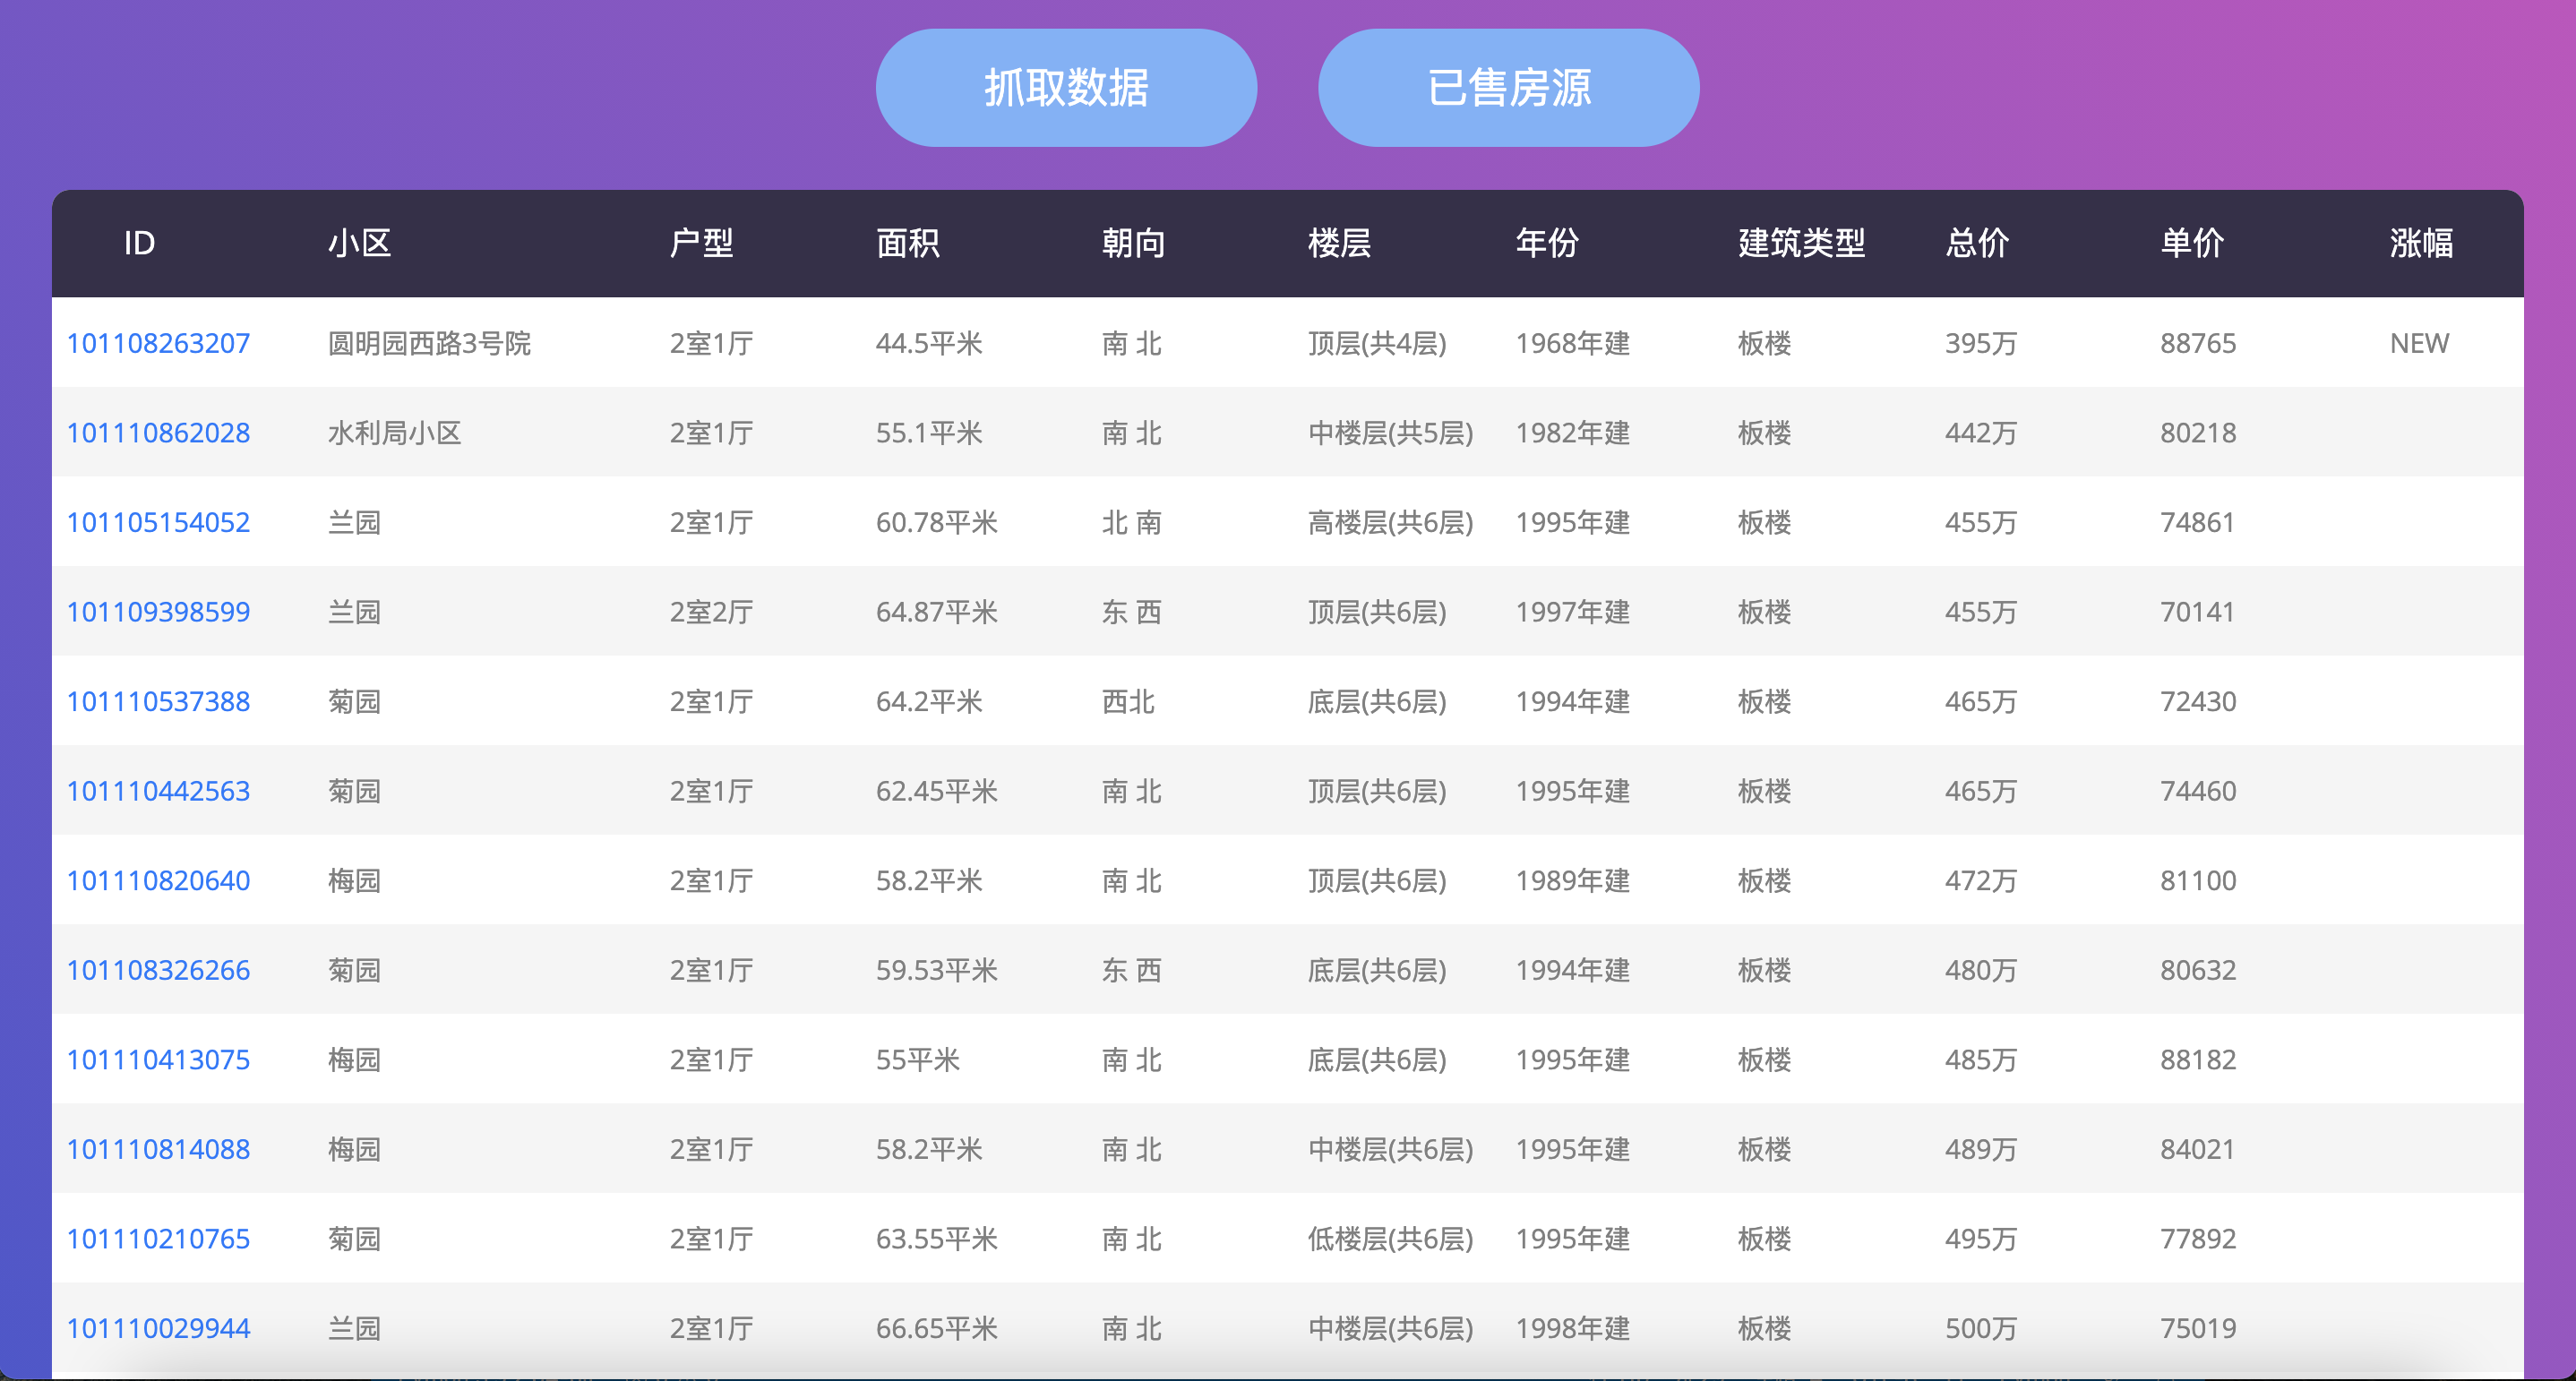 抓取数据 已售房源
ID 小区 户型 面积 朝向 楼层 年份 建筑类型 总价 单价 涨幅
101108263207 圆明园西路3号院 2室1厅 44.5平米 南 北 顶层(共4层) 1968年建 板楼 395万 88765 NEW
101110862028 水利局小区 2室1厅 55.1平米 南 北 中楼层(共5层) 1982年建 板楼 442万 80218
101105154052 兰园 2室1厅 60.78平米 北 南 高楼层(共6层) 1995年建 板楼 455万 74861
101109398599 兰园 2室2厅 64.87平米 东 西 顶层(共6层) 1997年建 板楼 455万 70141
101110537388 菊园 2室1厅 64.2平米 西北 底层(共6层) 1994年建 板楼 465万 72430
101110442563 菊园 2室1厅 62.45平米 南 北 顶层(共6层) 1995年建 板楼 465万 74460
101110820640 梅园 2室1厅 58.2平米 南 北 顶层(共6层) 1989年建 板楼 472万 81100
101108326266 菊园 2室1厅 59.53平米 东 西 底层(共6层) 1994年建 板楼 480万 80632
101110413075 梅园 2室1厅 55平米 南 北 底层(共6层) 1995年建 板楼 485万 88182
101110814088 梅园 2室1厅 58.2平米 南 北 中楼层(共6层) 1995年建 板楼 489万 84021
101110210765 菊园 2室1厅 63.55平米 南 北 低楼层(共6层) 1995年建 板楼 495万 77892
101110029944 兰园 2室1厅 66.65平米 南 北 中楼层(共6层) 1998年建 板楼 500万 75019